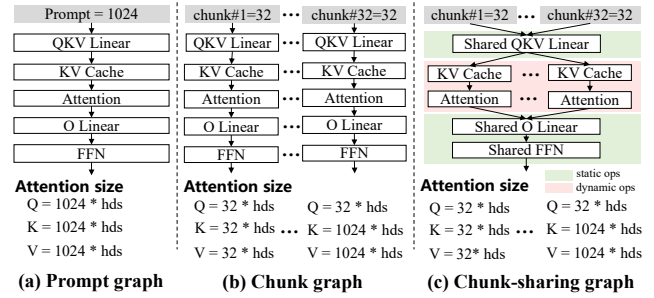 Prompt = 1024
QKV Linear
KV Cache
Attention
O Linear
FFN
Attention size
Q = 1024 * hds
K = 1024 * hds
V = 1024 * hds
(a) Prompt graph
chunk#1=32 ••• chunk#32=32
QKV Linear ••• QKV Linear
KV Cache ••• KV Cache
Attention ••• Attention
O Linear ••• O Linear
FFN ••• FFN
Attention size
Q = 32 * hds Q = 32 * hds
K = 32 * hds ••• K = 1024 * hds
V = 32 * hds V = 1024 * hds
(b) Chunk graph
chunk#1=32 ••• chunk#32=32
Shared QKV Linear
KV Cache ••• KV Cache
Attention ••• Attention
Shared O Linear
Shared FFN
static ops
dynamic ops
Attention size
Q = 32 * hds Q = 32 * hds
K = 32 * hds ••• K = 1024 * hds
V = 32* hds V = 1024 * hds
(c) Chunk-sharing graph